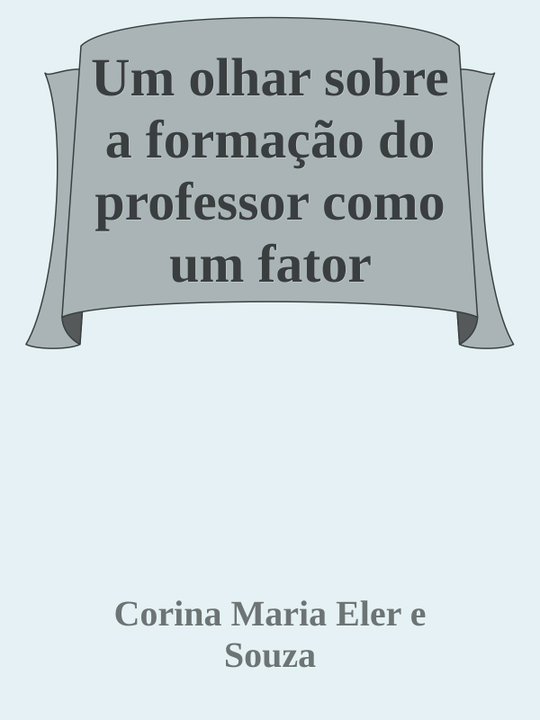 Um olhar sobre
a formação do
professor como
um fator
Corina Maria Eler e
Souza